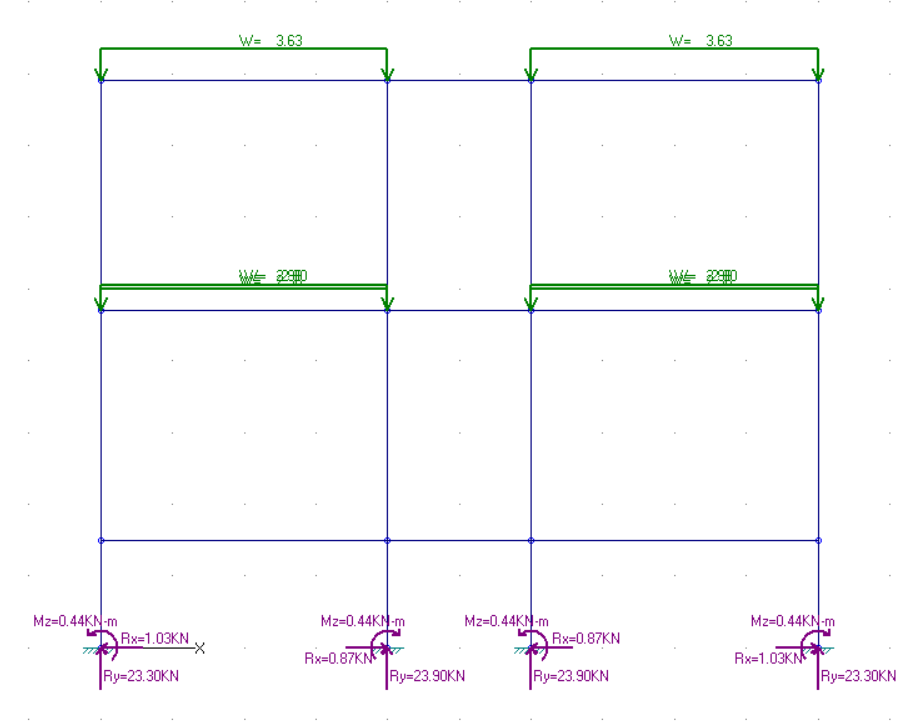 W= 3.63
W= 3.63
Mz=0.44KN-m
Mz=0.44KN-m
Mz=0.44KN-m
Mz=0.44KN-m
Rx=1.03KN
X
Rx=0.87KN
Rx=0.87KN
Rx=1.03KN
Ry=23.30KN
Ry=23.90KN
Ry=23.90KN
Ry=23.30KN